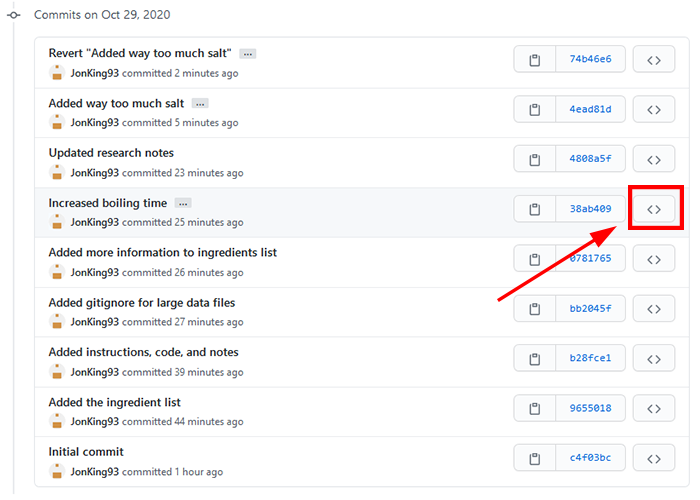 Commits on Oct 29, 2020
Revert "Added way too much salt" ...
JonKing93 committed 2 minutes ago
74b46e6 <>
Added way too much salt ...
JonKing93 committed 5 minutes ago
4ead81d <>
Updated research notes
JonKing93 committed 23 minutes ago
4808a5f <>
Increased boiling time ...
JonKing93 committed 25 minutes ago
38ab409 <>
Added more information to ingredients list
JonKing93 committed 26 minutes ago
0781765 <>
Added gitignore for large data files
JonKing93 committed 27 minutes ago
bb2045f <>
Added instructions, code, and notes
JonKing93 committed 39 minutes ago
b28fce1 <>
Added the ingredient list
JonKing93 committed 44 minutes ago
9655018 <>
Initial commit
JonKing93 committed 1 hour ago
c4f03bc <>